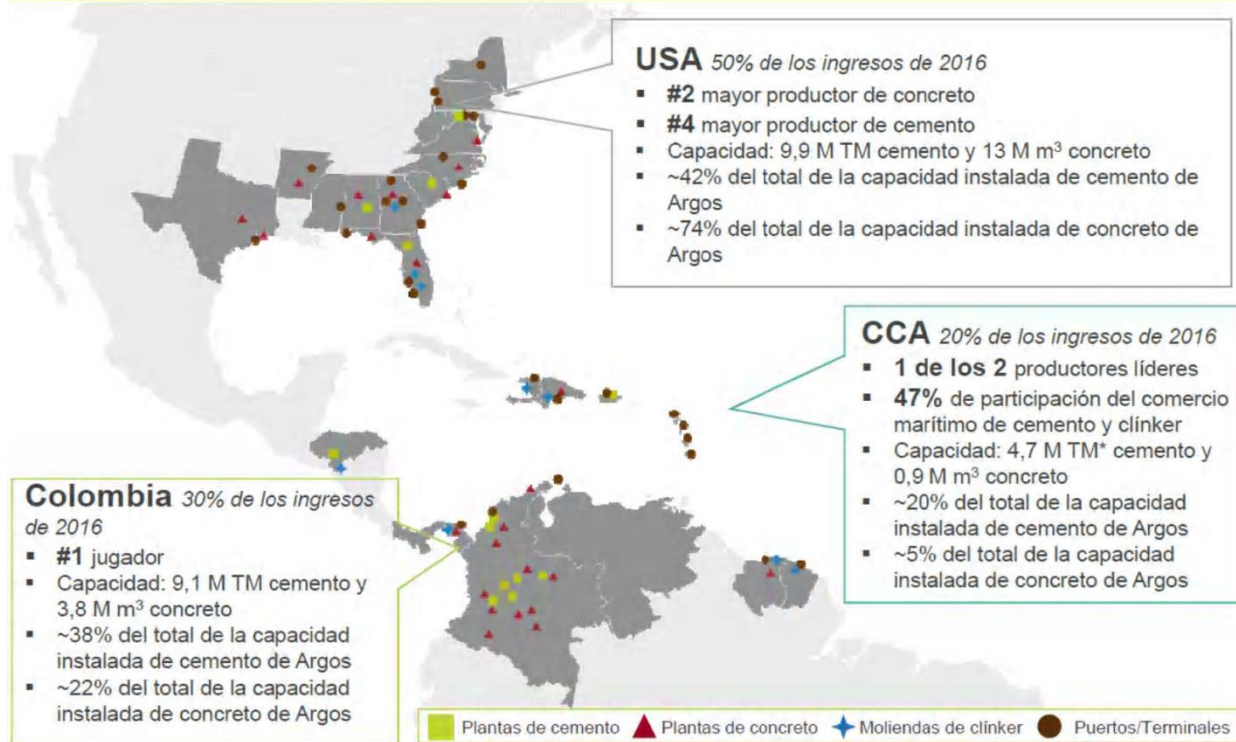 USA 50% de los ingresos de 2016
▪ #2 mayor productor de concreto
▪ #4 mayor productor de cemento
▪ Capacidad: 9,9 M TM cemento y 13 M m³ concreto
▪ ~42% del total de la capacidad instalada de cemento de
Argos
▪ ~74% del total de la capacidad instalada de concreto de
Argos
CCA 20% de los ingresos de 2016
▪ 1 de los 2 productores líderes
▪ 47% de participación del comercio
marítimo de cemento y clínker
▪ Capacidad: 4,7 M TM* cemento y
0,9 M m³ concreto
▪ ~20% del total de la capacidad
instalada de cemento de Argos
▪ ~5% del total de la capacidad
instalada de concreto de Argos
Colombia 30% de los ingresos
de 2016
▪ #1 jugador
▪ Capacidad: 9,1 M TM cemento y
3,8 M m³ concreto
▪ ~38% del total de la capacidad
instalada de cemento de Argos
▪ ~22% del total de la capacidad
instalada de concreto de Argos
Plantas de cemento Plantas de concreto Moliendas de clínker Puertos/Terminales